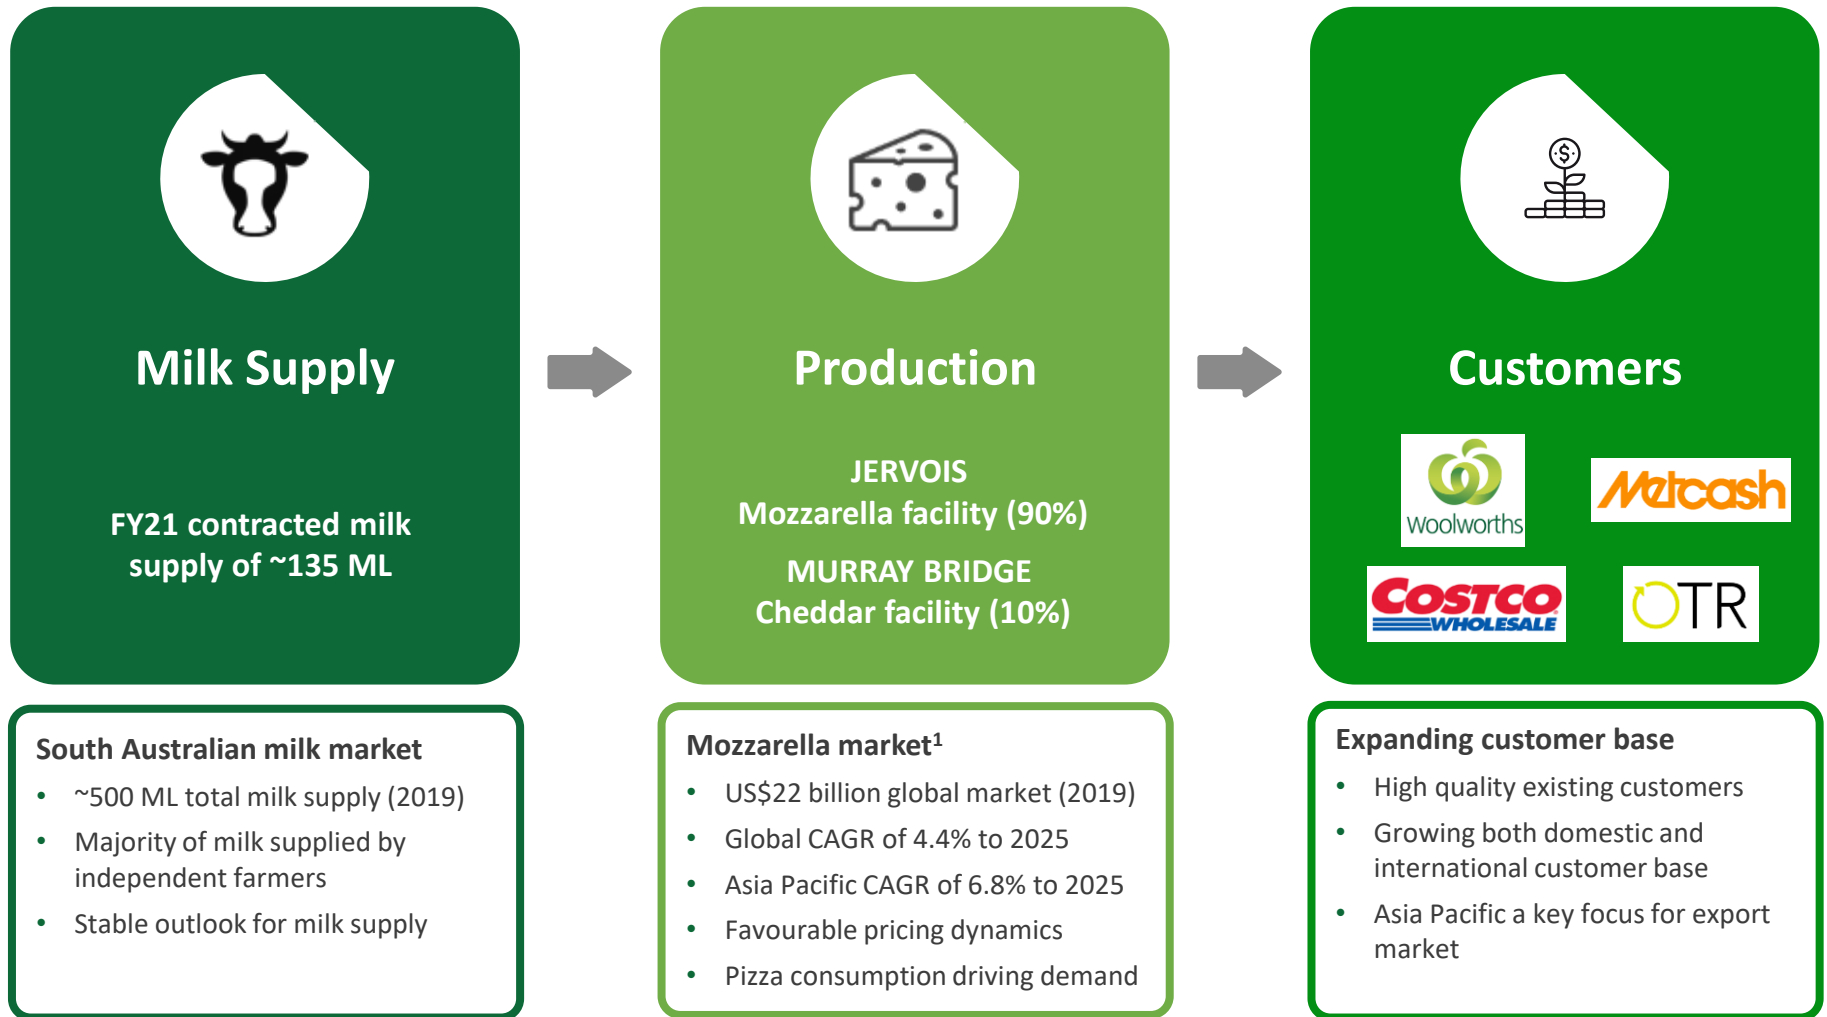 Milk Supply
FY21 contracted milk
supply of ~135 ML
South Australian milk market
• ~500 ML total milk supply (2019)
• Majority of milk supplied by
independent farmers
• Stable outlook for milk supply
Production
JERVOIS
Mozzarella facility (90%)
MURRAY BRIDGE
Cheddar facility (10%)
Mozzarella market¹
• US$22 billion global market (2019)
• Global CAGR of 4.4% to 2025
• Asia Pacific CAGR of 6.8% to 2025
• Favourable pricing dynamics
• Pizza consumption driving demand
$
Customers
Woolworths
Metcash
COSTCO
WHOLESALE
OTR
Expanding customer base
• High quality existing customers
• Growing both domestic and
international customer base
• Asia Pacific a key focus for export
market